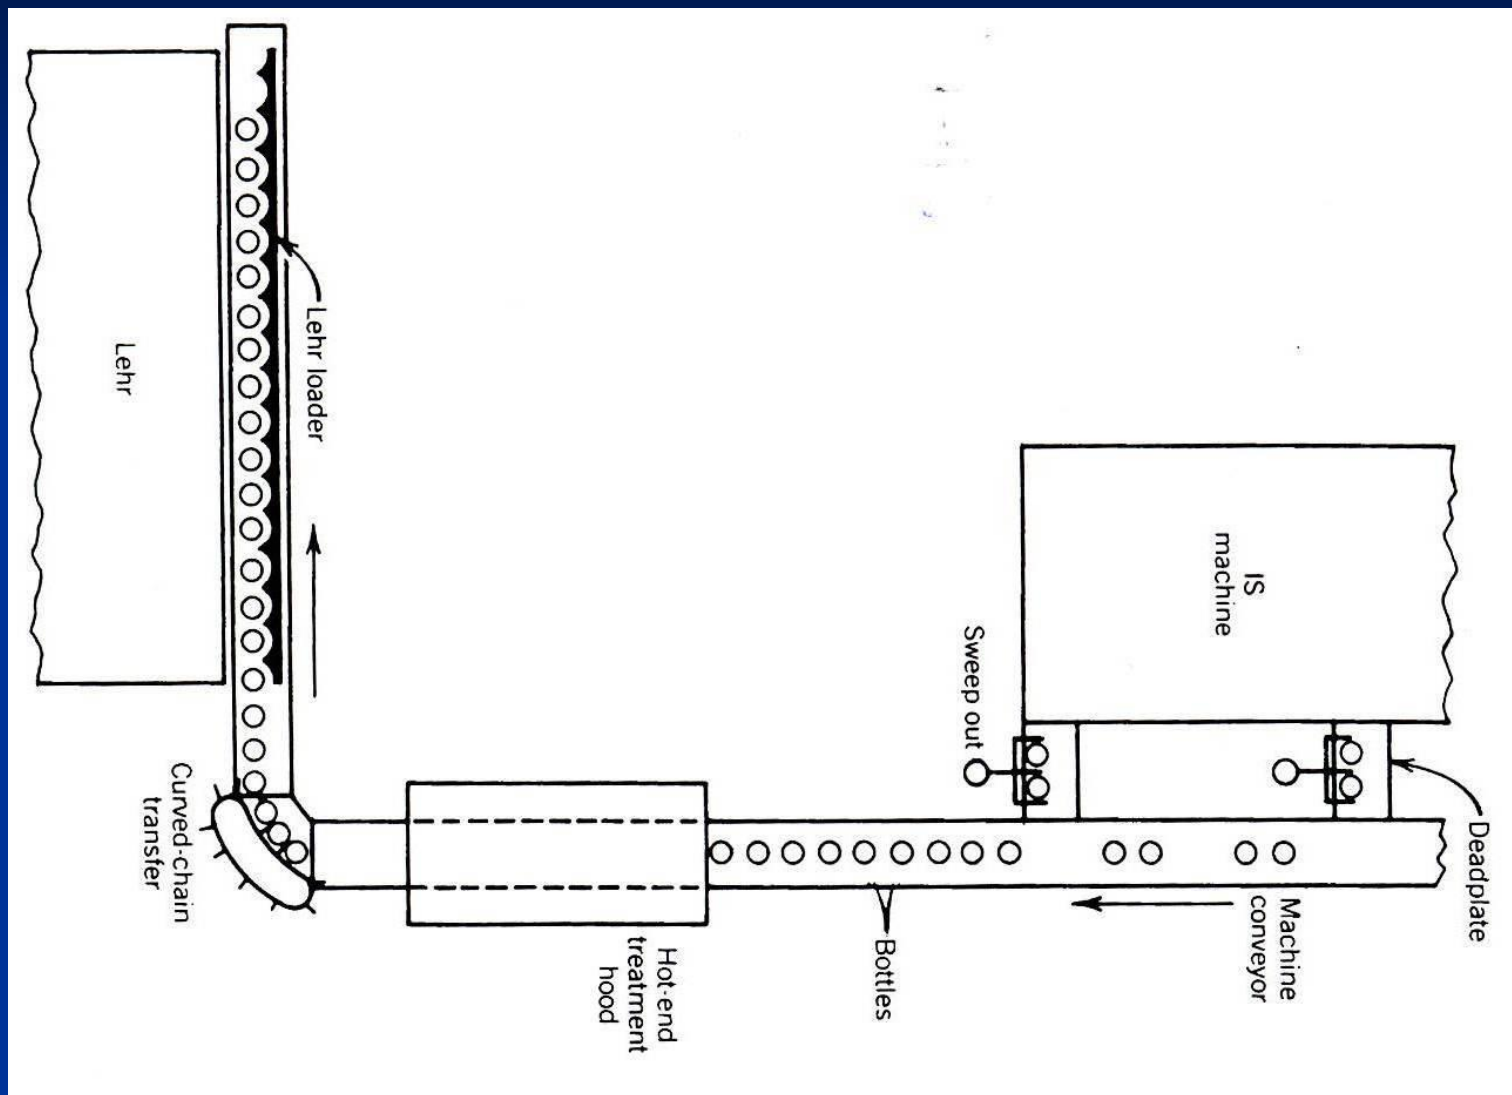 Deadplate
Machine
conveyor
IS
machine
Sweep out
Bottles
Hot-end
treatment
hood
Lehr loader
Curved-chain
transfer
Lehr